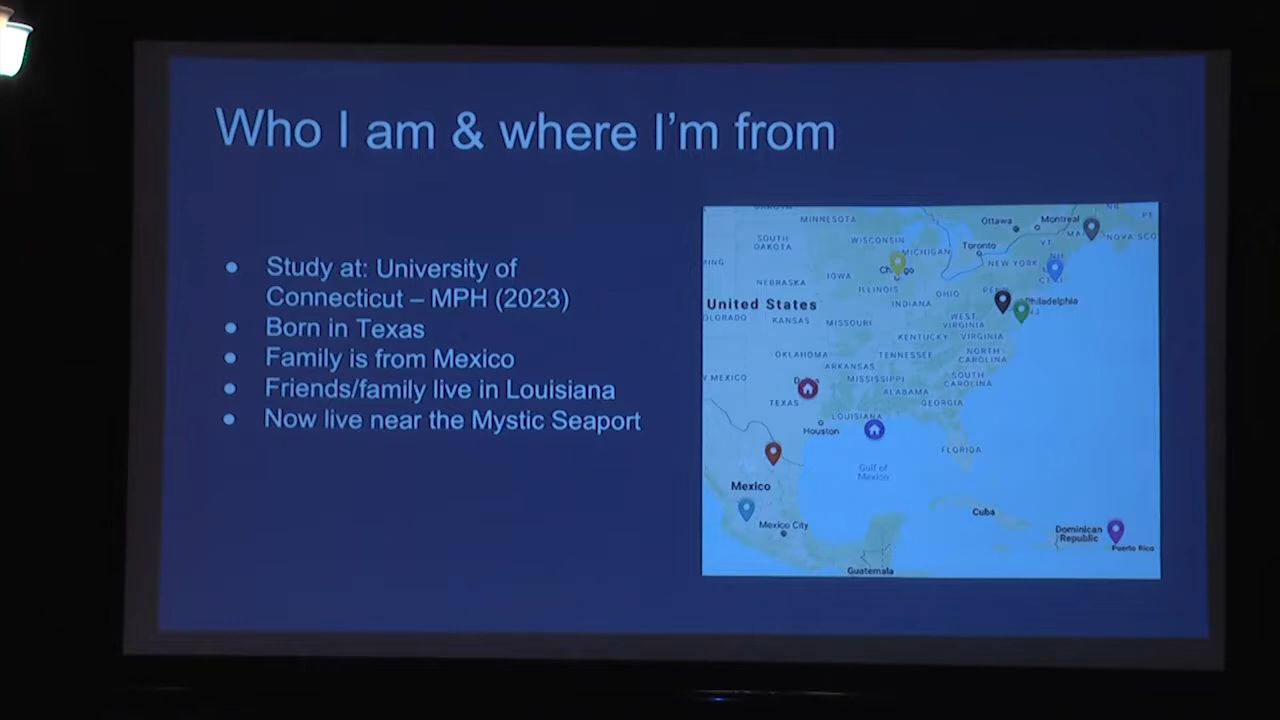 Who I am & where I'm from
● Study at: University of
Connecticut – MPH (2023)
● Born in Texas
● Family is from Mexico
● Friends/family live in Louisiana
● Now live near the Mystic Seaport
MINNESOTA
Ottawa
Montreal
NOVA SCO
SOUTH
DAKOTA
WISCONSIN
MICHIGAN
Toronto
VT
NH
NEW YORK
IOWA
NEBRASKA
ILLINOIS
INDIANA
OHIO
Philadelphia
NJ
United States
KANSAS
MISSOURI
WEST
VIRGINIA
KENTUCKY
VIRGINIA
OKLAHOMA
TENNESSEE
NORTH
CAROLINA
ARKANSAS
MISSISSIPPI
SOUTH
CAROLINA
ALABAMA
GEORGIA
TEXAS
LOUISIANA
Houston
FLORIDA
Gulf of
Mexico
Mexico
Mexico City
Cuba
Dominican
Republic
Puerto Rico
Guatemala